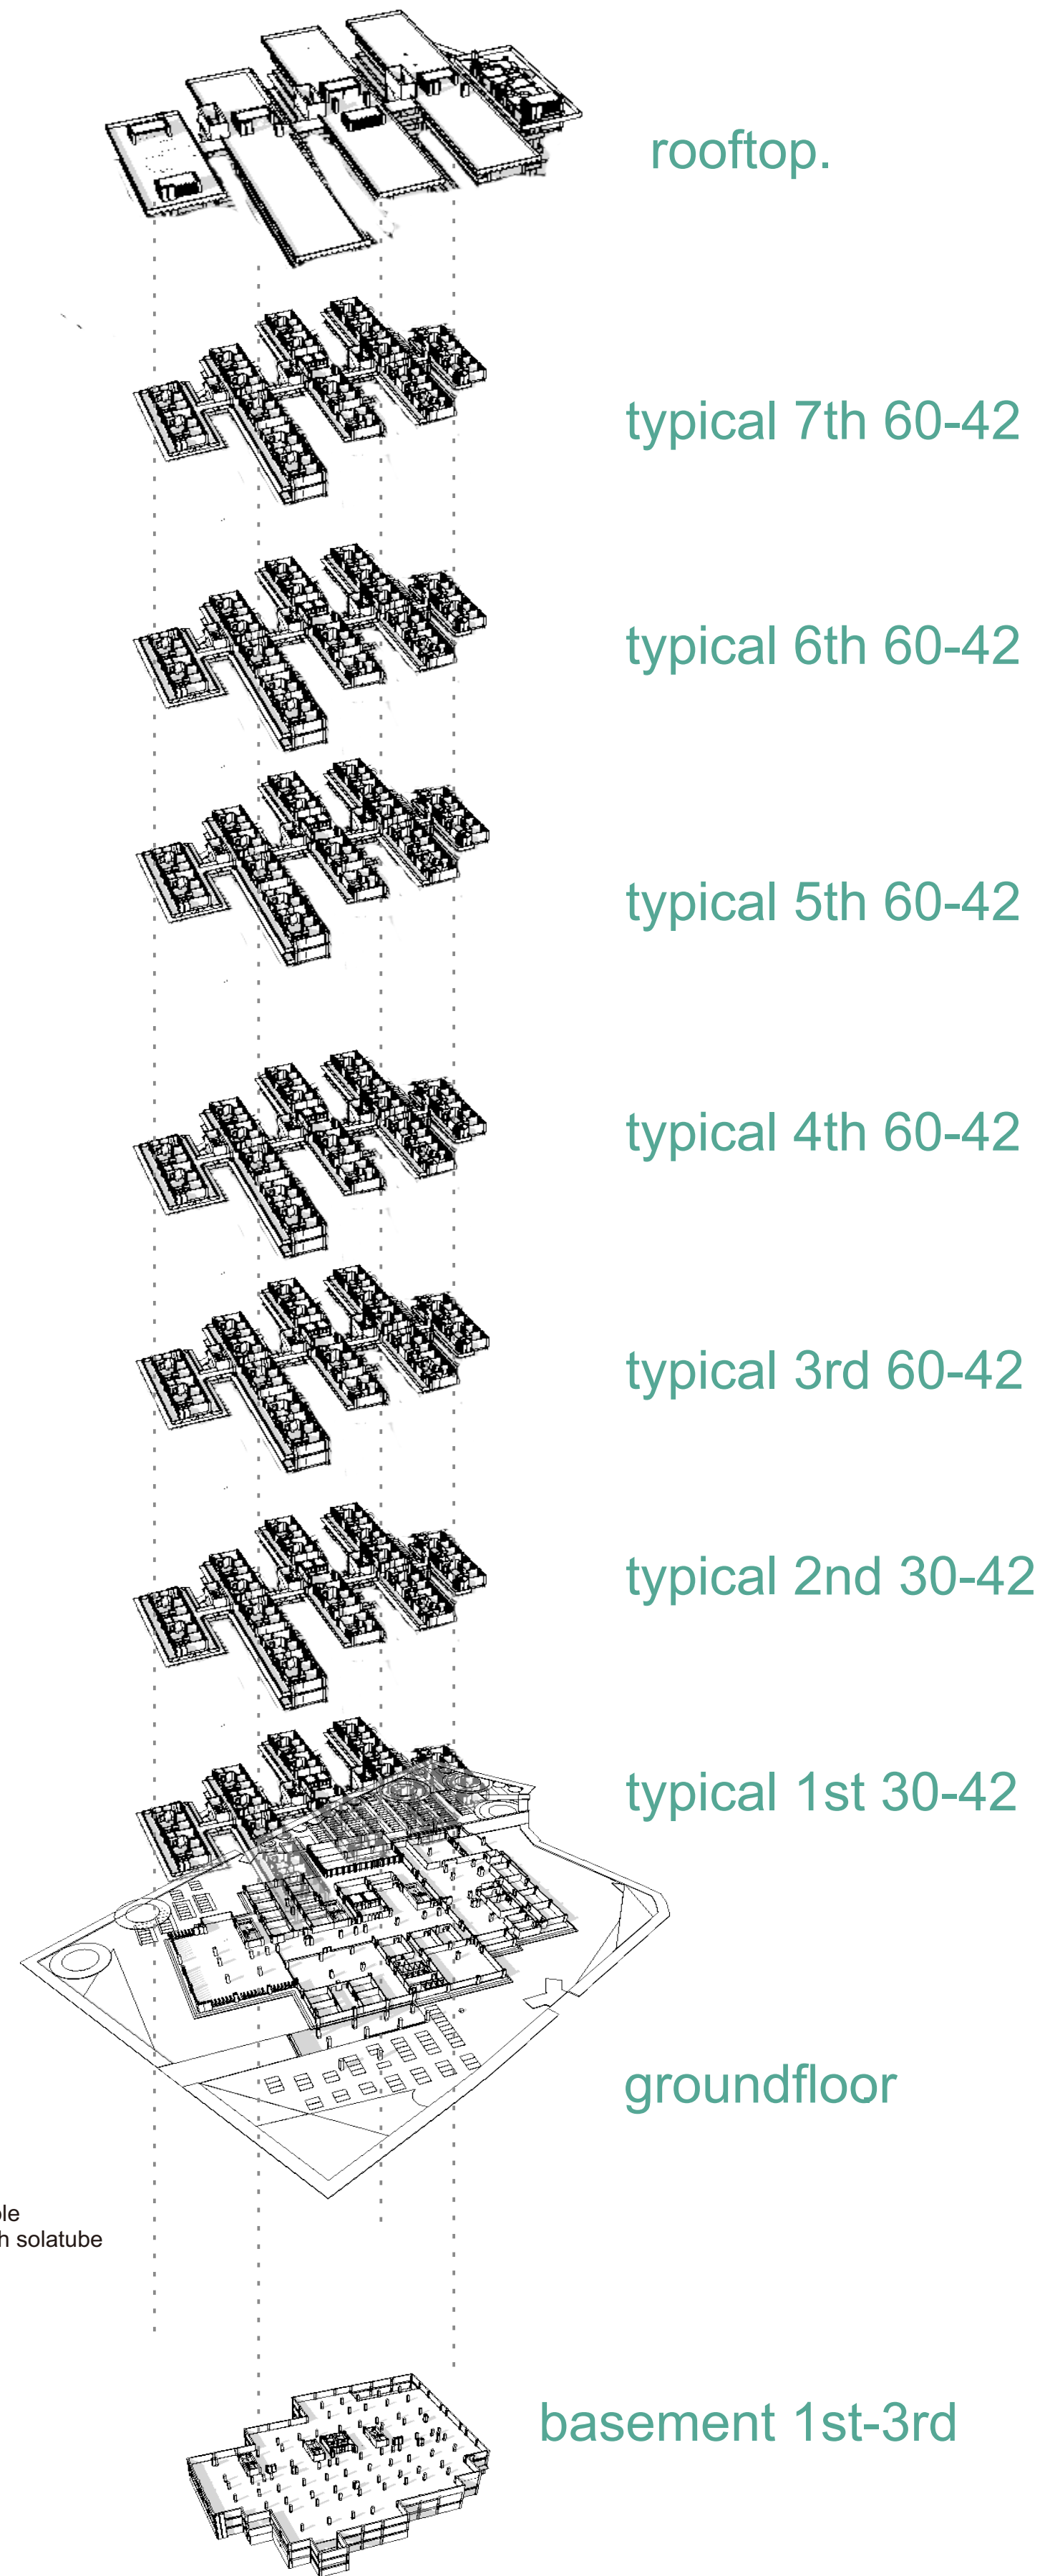 rooftop.
typical 7th 60-42
typical 6th 60-42
typical 5th 60-42
typical 4th 60-42
typical 3rd 60-42
typical 2nd 30-42
typical 1st 30-42
groundfloor
solatube
basement 1st-3rd